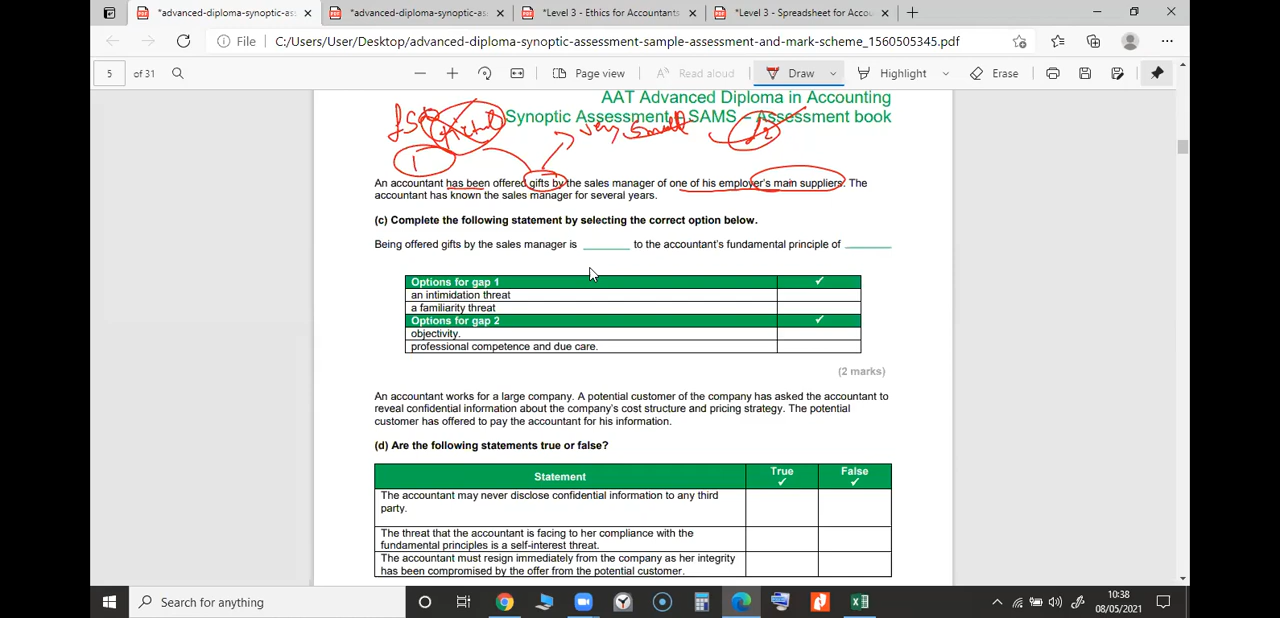 *advanced-diploma-synoptic-ass
*advanced-diploma-synoptic-as
*Level 3 - Ethics for Accountants
*Level 3 - Spreadsheet for Accou
File
C:/Users/User/Desktop/advanced-diploma-synoptic-assessment-sample-assessment-and-mark-scheme_1560505345.pdf
5 of 31
Page view
Read aloud
Draw
Highlight
Erase
AAT Advanced Diploma in Accounting
Synoptic Assessment SAMS – Assessment book
very small
1
An accountant has been offered gifts by the sales manager of one of his employer's main suppliers. The
accountant has known the sales manager for several years.
(c) Complete the following statement by selecting the correct option below.
Being offered gifts by the sales manager is ________ to the accountant's fundamental principle of ________
Options for gap 1 ✓
an intimidation threat
a familiarity threat
Options for gap 2 ✓
objectivity.
professional competence and due care.
(2 marks)
An accountant works for a large company. A potential customer of the company has asked the accountant to
reveal confidential information about the company's cost structure and pricing strategy. The potential
customer has offered to pay the accountant for his information.
(d) Are the following statements true or false?
Statement True ✓ False ✓
The accountant may never disclose confidential information to any third
party.
The threat that the accountant is facing to her compliance with the
fundamental principles is a self-interest threat.
The accountant must resign immediately from the company as her integrity
has been compromised by the offer from the potential customer.
Search for anything
10:38
08/05/2021